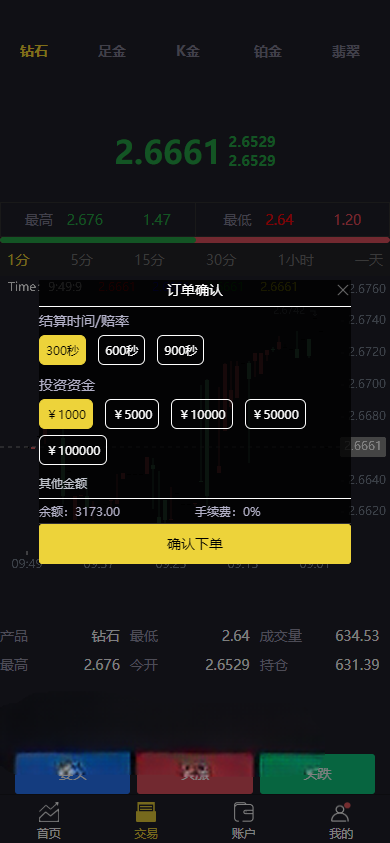 钻石 足金 K金 铂金 翡翠
2.6661 2.6529
2.6529
最高 2.676 1.47 最低 2.64 1.20
1分 5分 15分 30分 1小时 一天
Time: 9:49:9 2.6661 2.6760
订单确认
结算时间/赔率
2.6740
300秒 600秒 900秒
2.6720
投资资金
2.6700
￥1000 ￥5000 ￥10000 ￥50000
2.6680
￥100000
2.6661
其他金额
2.6640
余额：3173.00 手续费：0%
2.6620
确认下单
09:49 09:37 09:25 09:13 09:01
产品 钻石 最低 2.64 成交量 634.53
最高 2.676 今开 2.6529 持仓 631.39
买跌
首页 交易 账户 我的